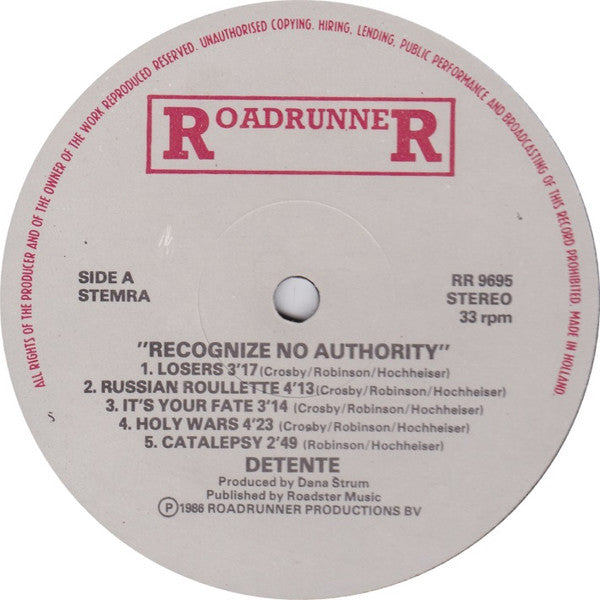 ALL RIGHTS OF THE PRODUCER AND OF THE OWNER OF THE WORK REPRODUCED RESERVED. UNAUTHORISED COPYING. HIRING, LENDING, PUBLIC PERFORMANCE AND BROADCASTING OF THIS RECORD PROHIBITED. MADE IN HOLLAND.
ROADRUNNER
SIDE A
STEMRA
RR 9695
STEREO
33 rpm
"RECOGNIZE NO AUTHORITY"
1. LOSERS 3'17 (Crosby/Robinson/Hochheiser)
2. RUSSIAN ROULLETTE 4'13 (Crosby/Robinson/Hochheiser)
3. IT'S YOUR FATE 3'14 (Crosby/Robinson/Hochheiser)
4. HOLY WARS 4'23 (Crosby/Robinson/Hochheiser)
5. CATALEPSY 2'49 (Robinson/Hochheiser)
DETENTE
Produced by Dana Strum
Published by Roadster Music
Ⓟ1986 ROADRUNNER PRODUCTIONS BV